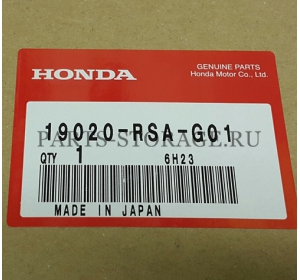 GENUINE PARTS
HONDA
Honda Motor Co., Ltd.
19020-RSA-G01
PARTS-STORAGE.RU
QTY 1 6H23
MADE IN JAPAN